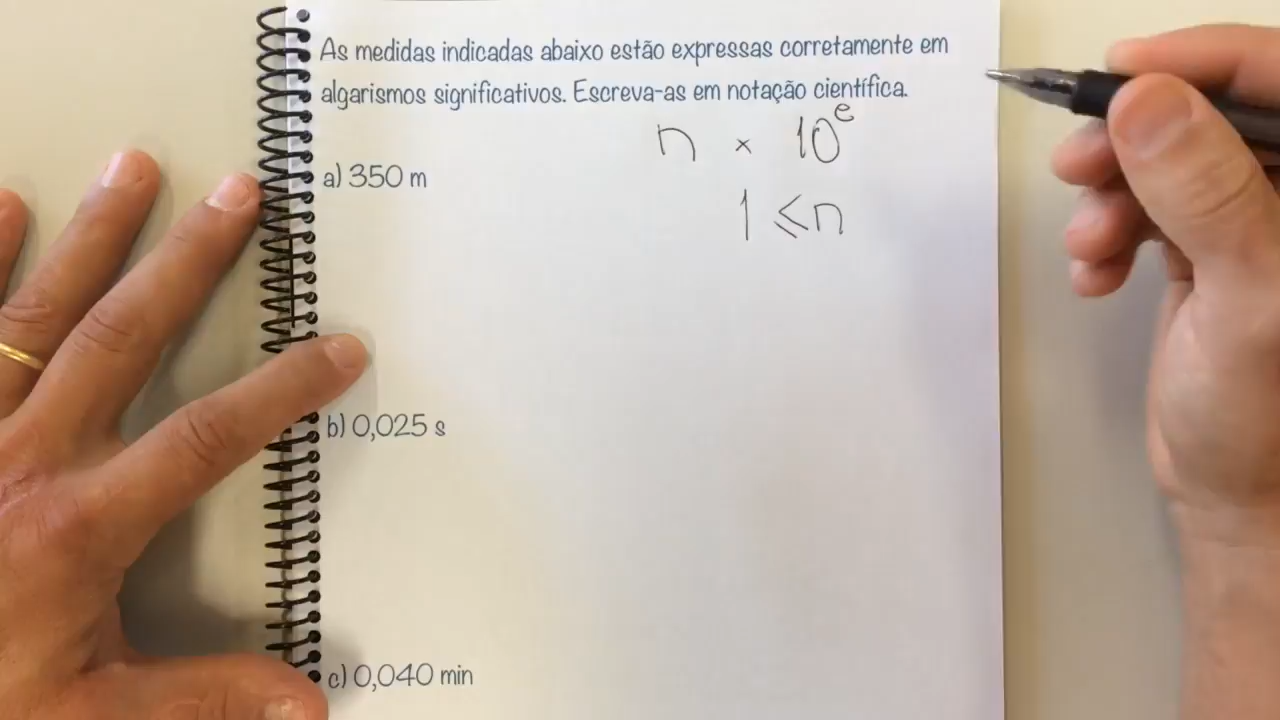 As medidas indicadas abaixo estão expressas corretamente em
algarismos significativos. Escreva-as em notação científica.
n × 10^e
a) 350 m
1 ≤ n
b) 0,025 s
c) 0,040 min